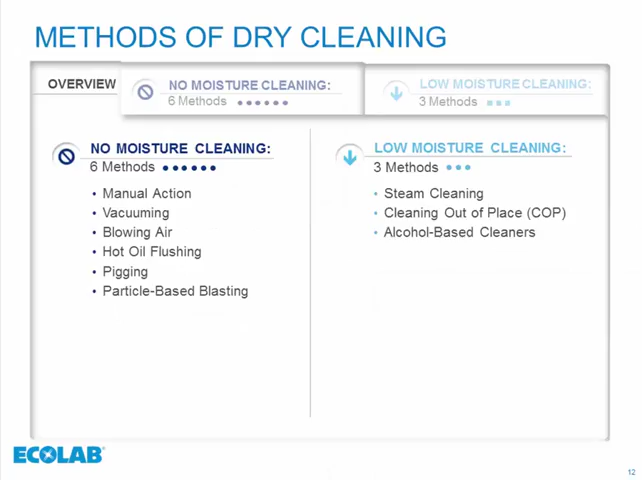 METHODS OF DRY CLEANING
OVERVIEW
NO MOISTURE CLEANING:
6 Methods
LOW MOISTURE CLEANING:
3 Methods
NO MOISTURE CLEANING:
6 Methods
• Manual Action
• Vacuuming
• Blowing Air
• Hot Oil Flushing
• Pigging
• Particle-Based Blasting
LOW MOISTURE CLEANING:
3 Methods
• Steam Cleaning
• Cleaning Out of Place (COP)
• Alcohol-Based Cleaners
ECOLAB
12